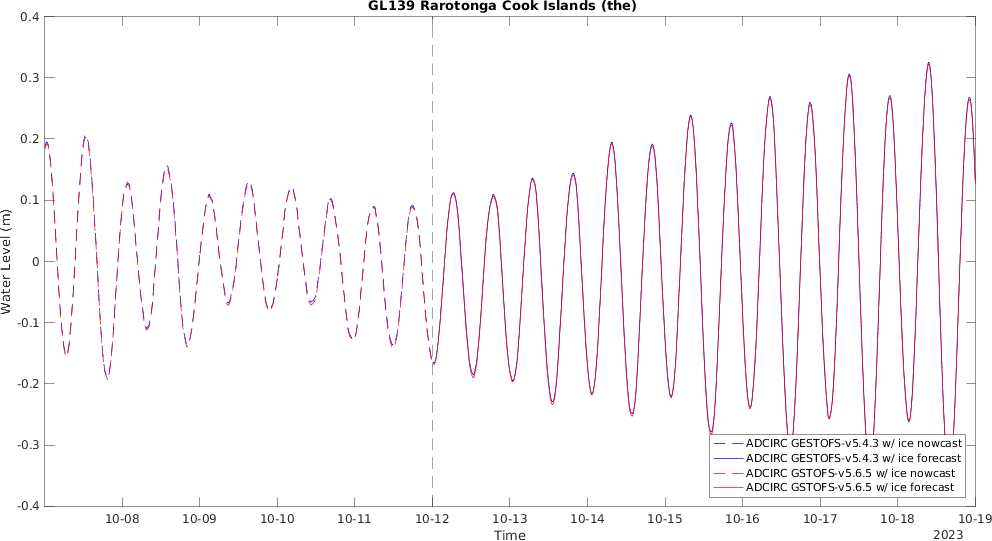 GL139 Rarotonga Cook Islands (the)
0.4
0.3
0.2
0.1
0
-0.1
-0.2
-0.3
-0.4
Water Level (m)
ADCIRC GESTOFS-v5.4.3 w/ ice nowcast
ADCIRC GESTOFS-v5.4.3 w/ ice forecast
ADCIRC GSTOFS-v5.6.5 w/ ice nowcast
ADCIRC GSTOFS-v5.6.5 w/ ice forecast
10-08 10-09 10-10 10-11 10-12 10-13 10-14 10-15 10-16 10-17 10-18 10-19
Time
2023